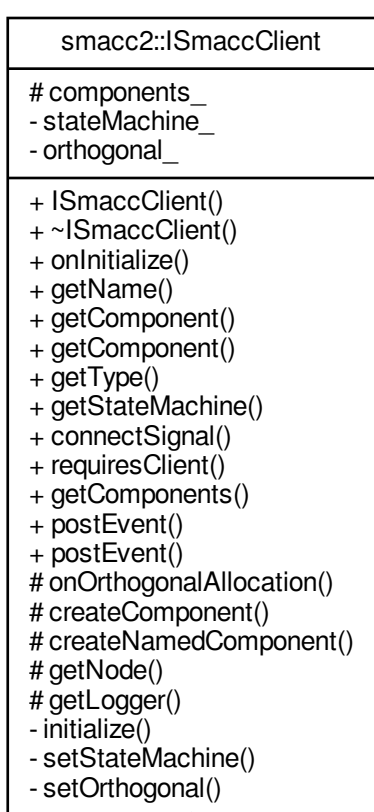 smacc2::ISmaccClient
# components_
- stateMachine_
- orthogonal_
+ ISmaccClient()
+ ~ISmaccClient()
+ onInitialize()
+ getName()
+ getComponent()
+ getComponent()
+ getType()
+ getStateMachine()
+ connectSignal()
+ requiresClient()
+ getComponents()
+ postEvent()
+ postEvent()
# onOrthogonalAllocation()
# createComponent()
# createNamedComponent()
# getNode()
# getLogger()
- initialize()
- setStateMachine()
- setOrthogonal()